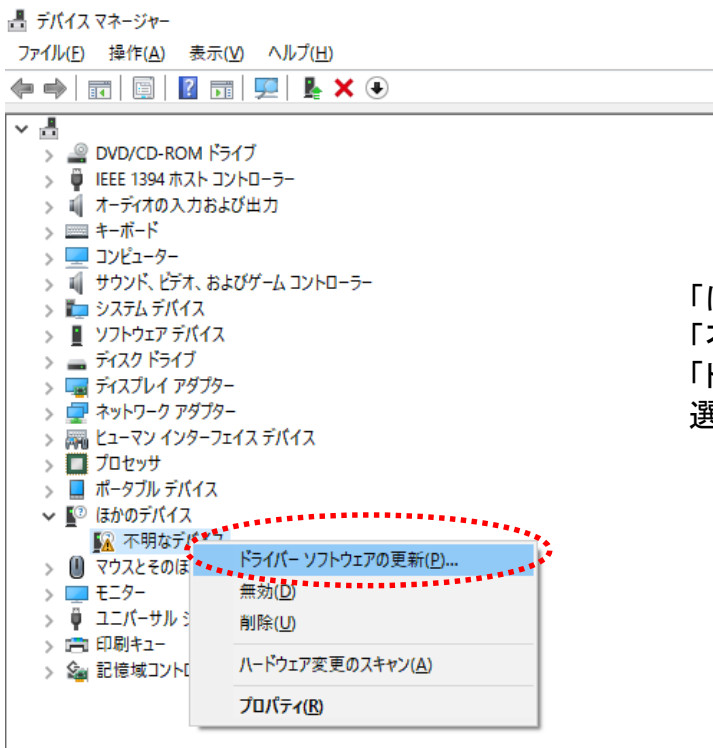 デバイス マネージャー
ファイル(F) 操作(A) 表示(V) ヘルプ(H)
DVD/CD-ROM ドライブ
IEEE 1394 ホスト コントローラー
オーディオの入力および出力
キーボード
コンピューター
サウンド、ビデオ、およびゲーム コントローラー
システム デバイス
ソフトウェア デバイス
ディスク ドライブ
ディスプレイ アダプター
ネットワーク アダプター
ヒューマン インターフェイス デバイス
プロセッサ
ポータブル デバイス
ほかのデバイス
不明なデバイス
マウスとそのほ
モニター
ユニバーサル シ
印刷キュー
記憶域コント
ドライバー ソフトウェアの更新(P)...
無効(D)
削除(U)
ハードウェア変更のスキャン(A)
プロパティ(R)
「
「
「
選